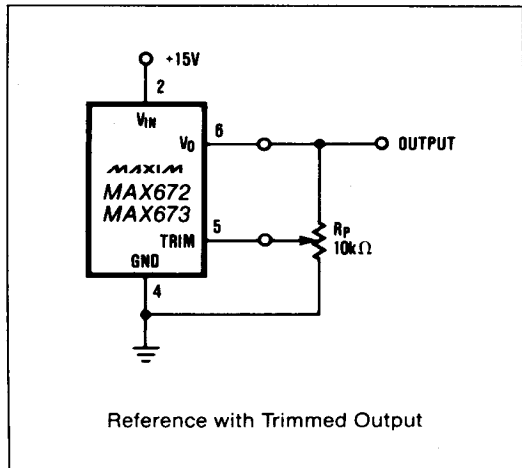 +15V
2
VIN
VO
6
OUTPUT
MAXIM
MAX672
MAX673
TRIM
5
RP
10kΩ
GND
4
Reference with Trimmed Output